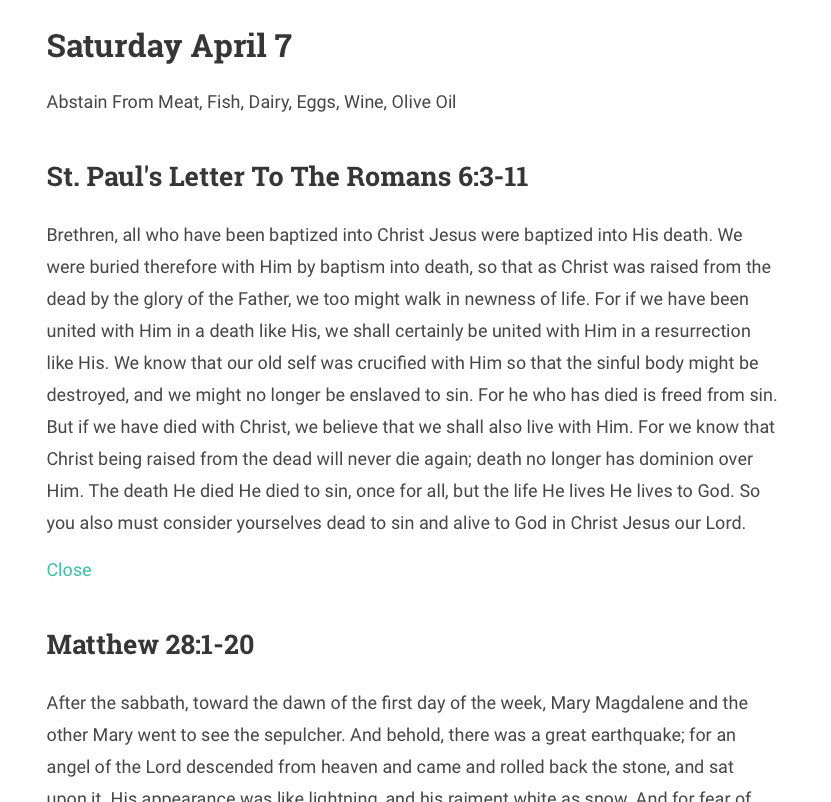 Saturday April 7
Abstain From Meat, Fish, Dairy, Eggs, Wine, Olive Oil
St. Paul's Letter To The Romans 6:3-11
Brethren, all who have been baptized into Christ Jesus were baptized into His death. We
were buried therefore with Him by baptism into death, so that as Christ was raised from the
dead by the glory of the Father, we too might walk in newness of life. For if we have been
united with Him in a death like His, we shall certainly be united with Him in a resurrection
like His. We know that our old self was crucified with Him so that the sinful body might be
destroyed, and we might no longer be enslaved to sin. For he who has died is freed from sin.
But if we have died with Christ, we believe that we shall also live with Him. For we know that
Christ being raised from the dead will never die again; death no longer has dominion over
Him. The death He died He died to sin, once for all, but the life He lives He lives to God. So
you also must consider yourselves dead to sin and alive to God in Christ Jesus our Lord.
Close
Matthew 28:1-20
After the sabbath, toward the dawn of the first day of the week, Mary Magdalene and the
other Mary went to see the sepulcher. And behold, there was a great earthquake; for an
angel of the Lord descended from heaven and came and rolled back the stone, and sat
upon it. His appearance was like lightning, and his raiment white as snow. And for fear of